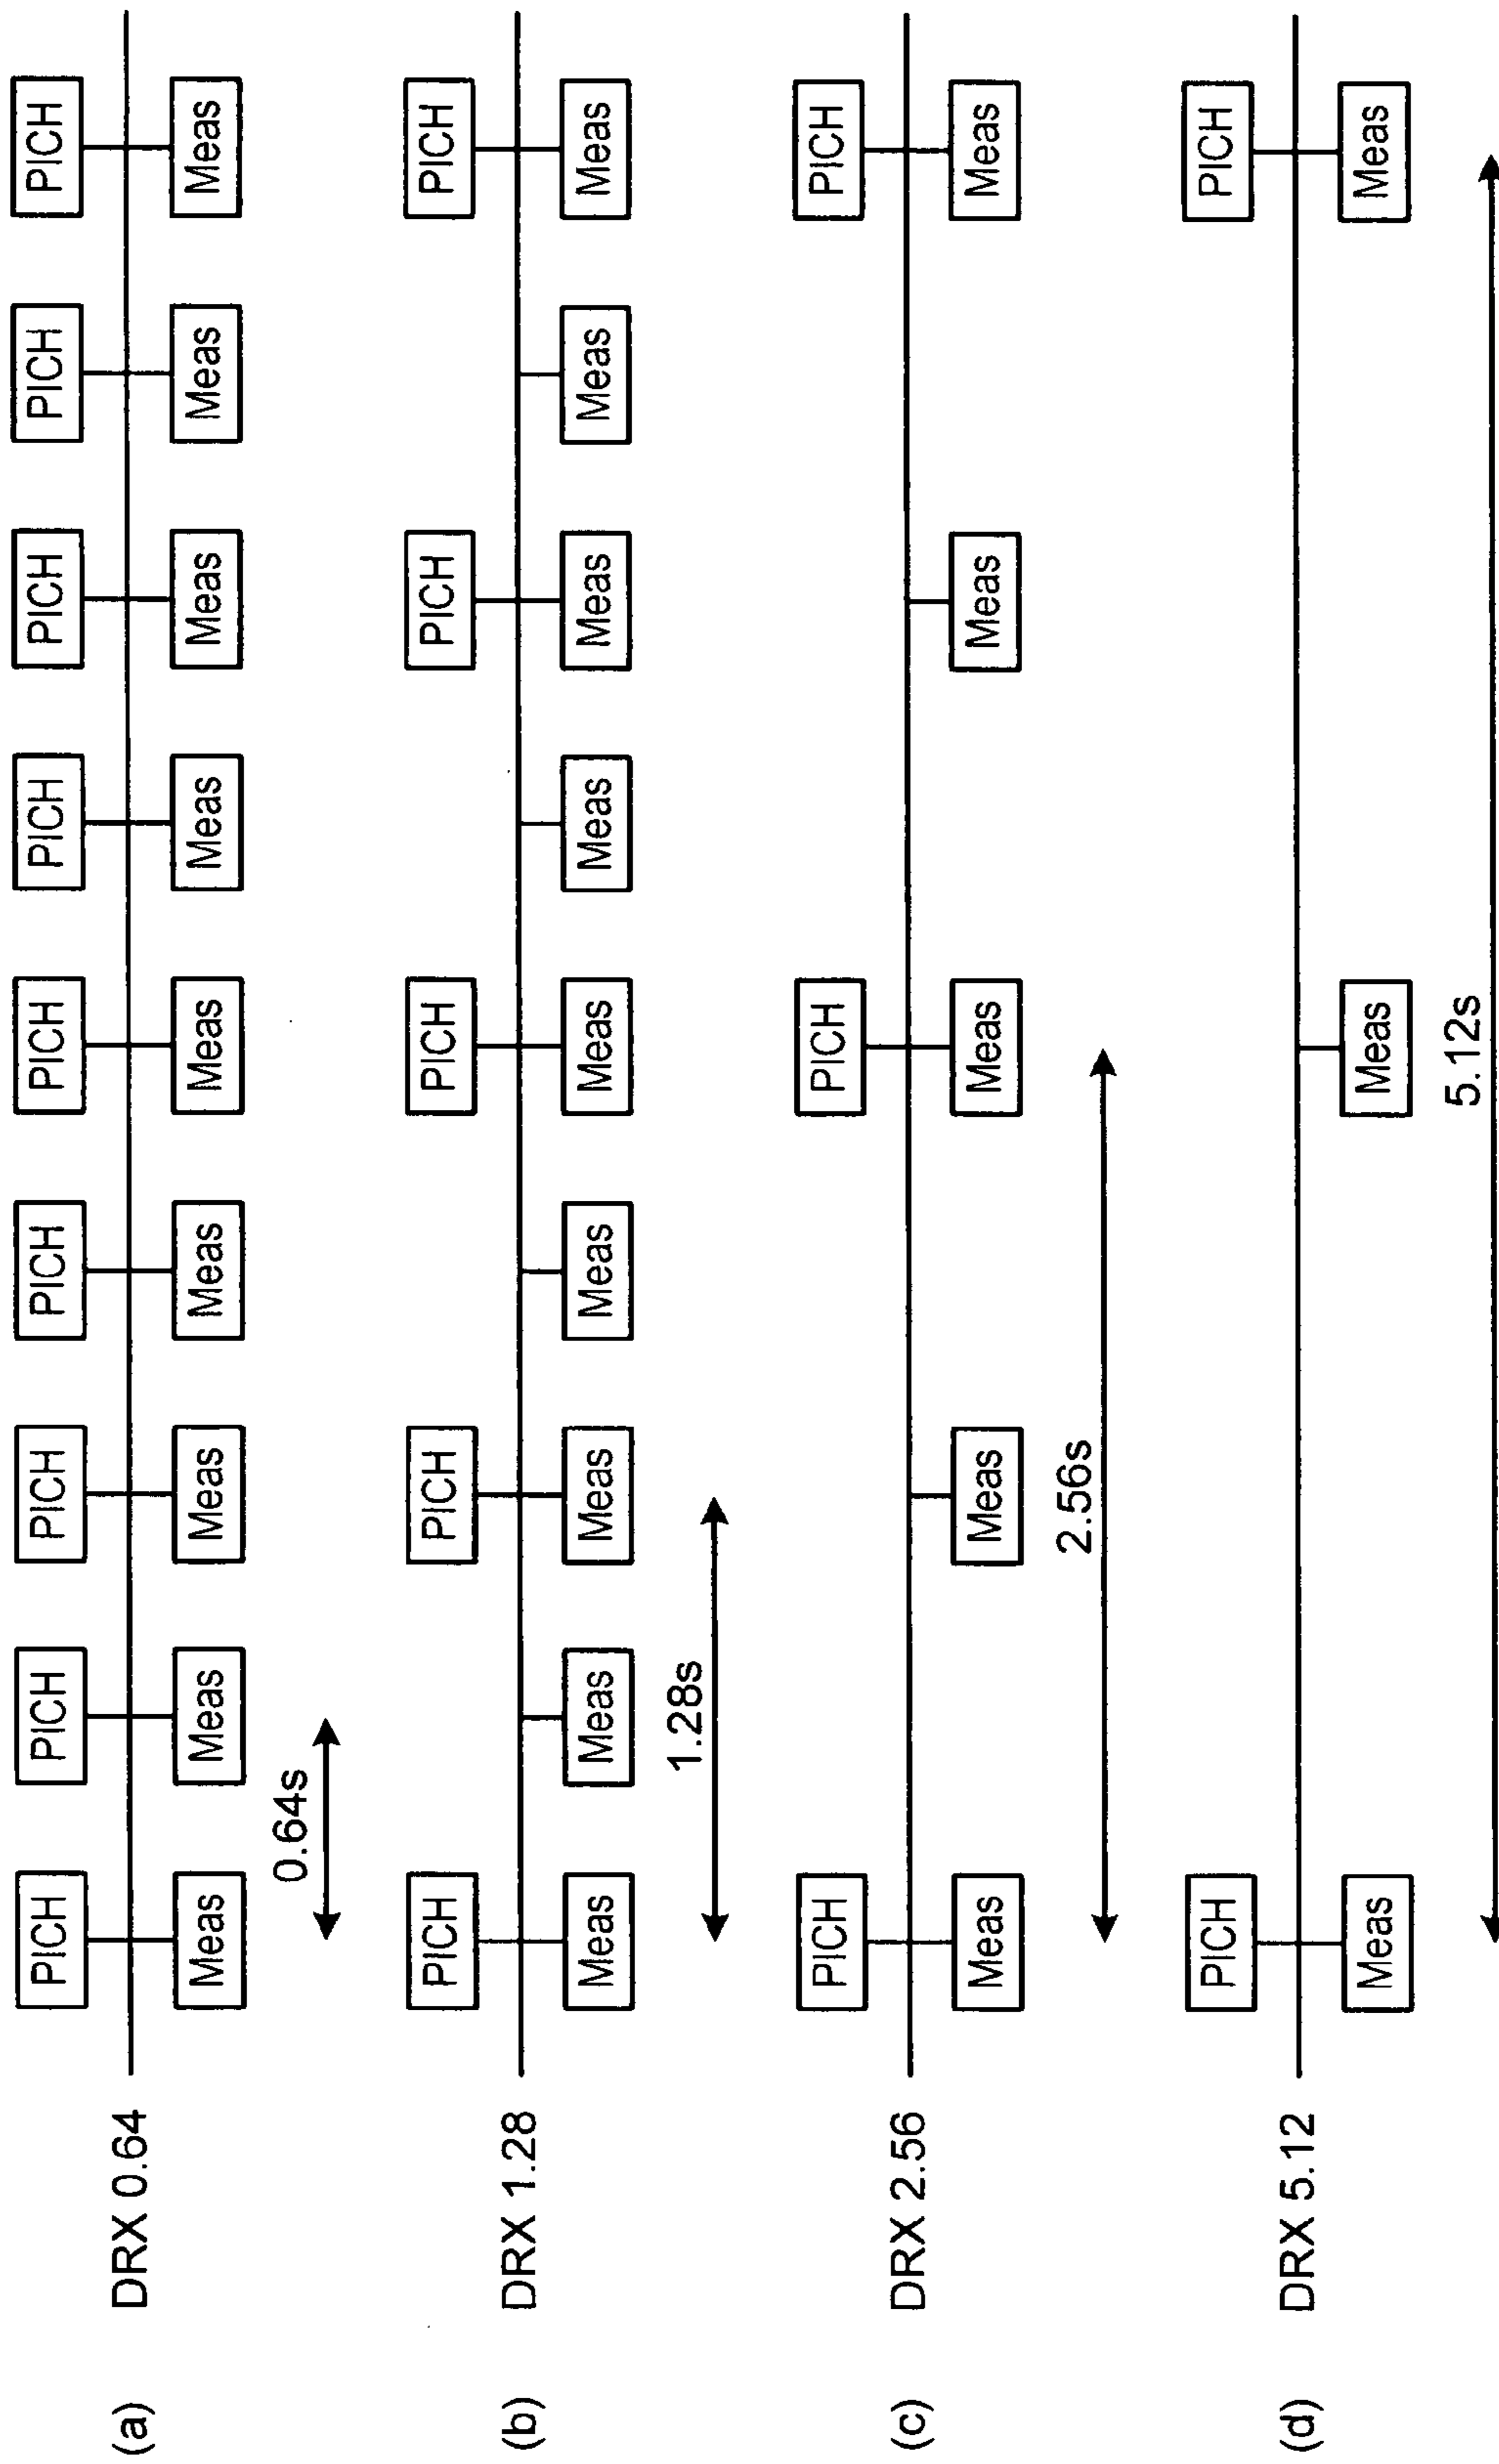 PICH PICH PICH PICH PICH PICH PICH PICH PICH
(a) DRX 0.64
Meas Meas Meas Meas Meas Meas Meas Meas Meas
0.64s
PICH PICH PICH PICH PICH
(b) DRX 1.28
Meas Meas Meas Meas Meas Meas Meas Meas Meas
1.28s
PICH PICH PICH
(c) DRX 2.56
Meas Meas Meas Meas Meas
2.56s
PICH PICH
(d) DRX 5.12
Meas Meas Meas
5.12s